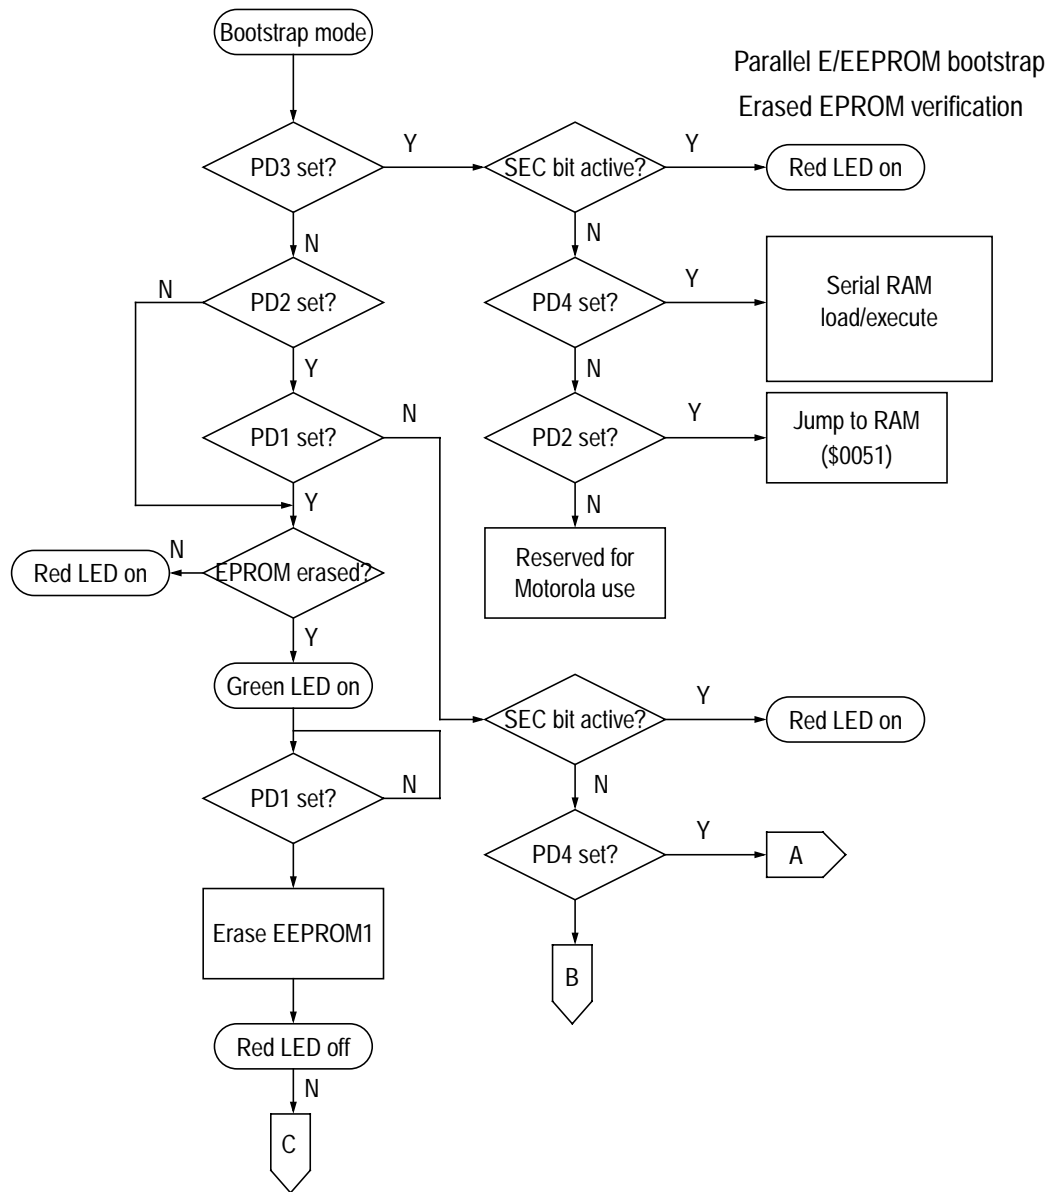 Bootstrap mode
Parallel E/EEPROM bootstrap
Erased EPROM verification
Y
Y
PD3 set?
SEC bit active?
Red LED on
N
N
N
Y
PD2 set?
PD4 set?
Serial RAM
load/execute
Y
N
N
Y
PD1 set?
PD2 set?
Jump to RAM
($0051)
Y
N
N
Red LED on
EPROM erased?
Reserved for
Motorola use
Y
Green LED on
Y
SEC bit active?
Red LED on
N
N
PD1 set?
Y
PD4 set?
A
Erase EEPROM1
B
Red LED off
N
C